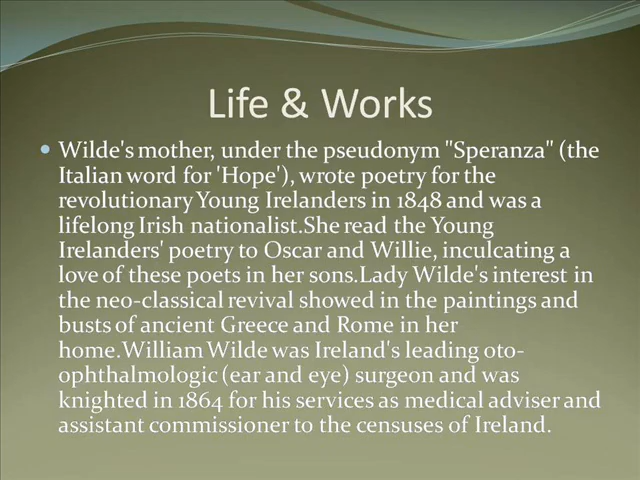 Life & Works
• Wilde's mother, under the pseudonym "Speranza" (the
Italian word for 'Hope'), wrote poetry for the
revolutionary Young Irelanders in 1848 and was a
lifelong Irish nationalist.She read the Young
Irelanders' poetry to Oscar and Willie, inculcating a
love of these poets in her sons.Lady Wilde's interest in
the neo-classical revival showed in the paintings and
busts of ancient Greece and Rome in her
home.William Wilde was Ireland's leading oto-
ophthalmologic (ear and eye) surgeon and was
knighted in 1864 for his services as medical adviser and
assistant commissioner to the censuses of Ireland.